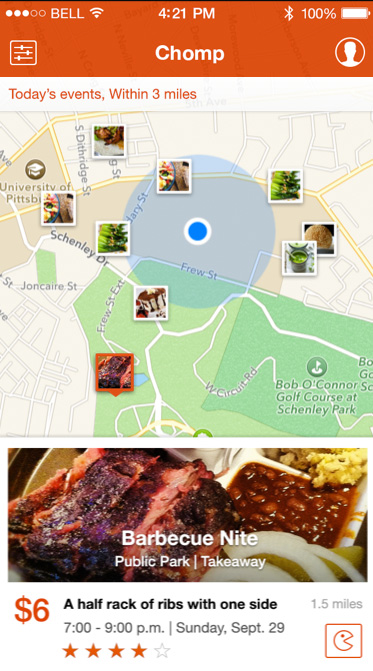 BELL 4:21 PM 100%
Chomp
Today's events, Within 3 miles
5th Ave
S Dithridge St
University of
Schenley Dr
Frew St
Joncaire St
Frew St Ext
W Circuit Rd
Bob O'Connor
Golf Course at
Schenley Park
Barbecue Nite
Public Park | Takeaway
$6 A half rack of ribs with one side 1.5 miles
7:00 - 9:00 p.m. | Sunday, Sept. 29